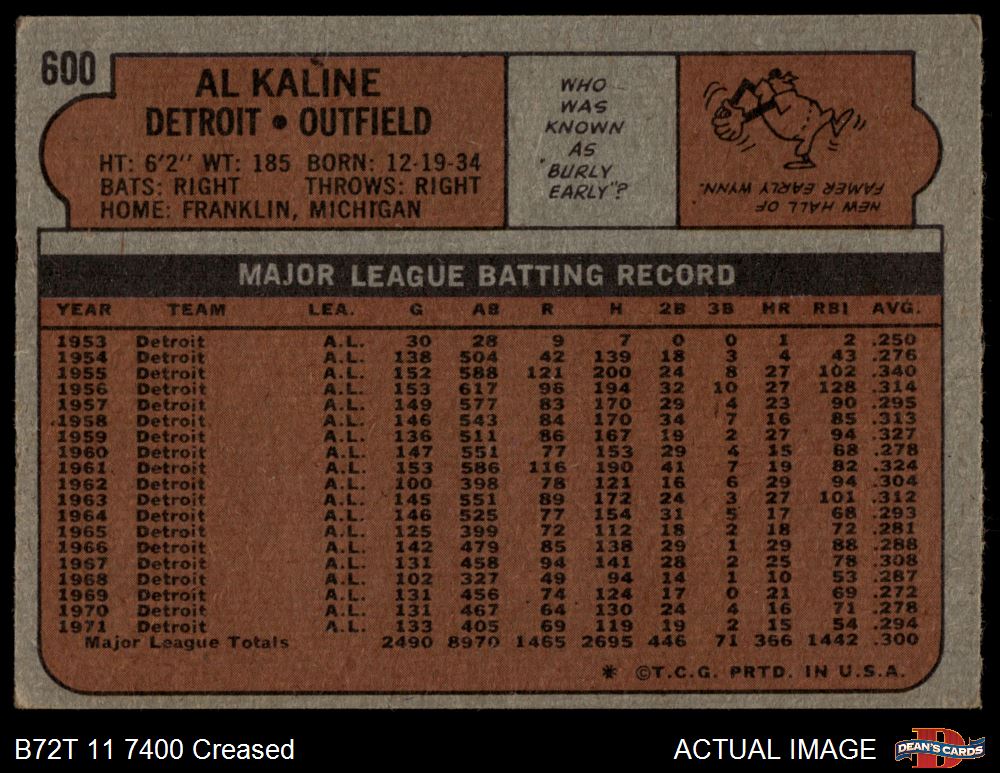 600
AL KALINE
DETROIT • OUTFIELD
HT: 6'2" WT: 185 BORN: 12-19-34
BATS: RIGHT THROWS: RIGHT
HOME: FRANKLIN, MICHIGAN
WHO
WAS
KNOWN
AS
"BURLY
EARLY"?
NEW HALL OF
FAMER EARLY WYNN.
MAJOR LEAGUE BATTING RECORD
YEAR TEAM LEA. G AB R H 2B 3B HR RBI AVG.
1953 Detroit A.L. 30 28 9 7 0 0 1 2 .250
1954 Detroit A.L. 138 504 42 139 18 3 4 43 .276
1955 Detroit A.L. 152 588 121 200 24 8 27 102 .340
1956 Detroit A.L. 153 617 96 194 32 10 27 128 .314
1957 Detroit A.L. 149 577 83 170 29 4 23 90 .295
1958 Detroit A.L. 146 543 84 170 34 7 16 85 .313
1959 Detroit A.L. 136 511 86 167 19 2 27 94 .327
1960 Detroit A.L. 147 551 77 153 29 4 15 68 .278
1961 Detroit A.L. 153 586 116 190 41 7 19 82 .324
1962 Detroit A.L. 100 398 78 121 16 6 29 94 .304
1963 Detroit A.L. 145 551 89 172 24 3 27 101 .312
1964 Detroit A.L. 146 525 77 154 31 5 17 68 .293
1965 Detroit A.L. 125 399 72 112 18 2 18 72 .281
1966 Detroit A.L. 142 479 85 138 29 1 29 88 .288
1967 Detroit A.L. 131 458 94 141 28 2 25 78 .308
1968 Detroit A.L. 102 327 49 94 14 1 10 53 .287
1969 Detroit A.L. 131 456 74 124 17 0 21 69 .272
1970 Detroit A.L. 131 467 64 130 24 4 16 71 .278
1971 Detroit A.L. 133 405 69 119 19 2 15 54 .294
Major League Totals 2490 8970 1465 2695 446 71 366 1442 .300
* ©T.C.G. PRTD. IN U.S.A.
B72T 11 7400 Creased
ACTUAL IMAGE
DEAN'S CARDS